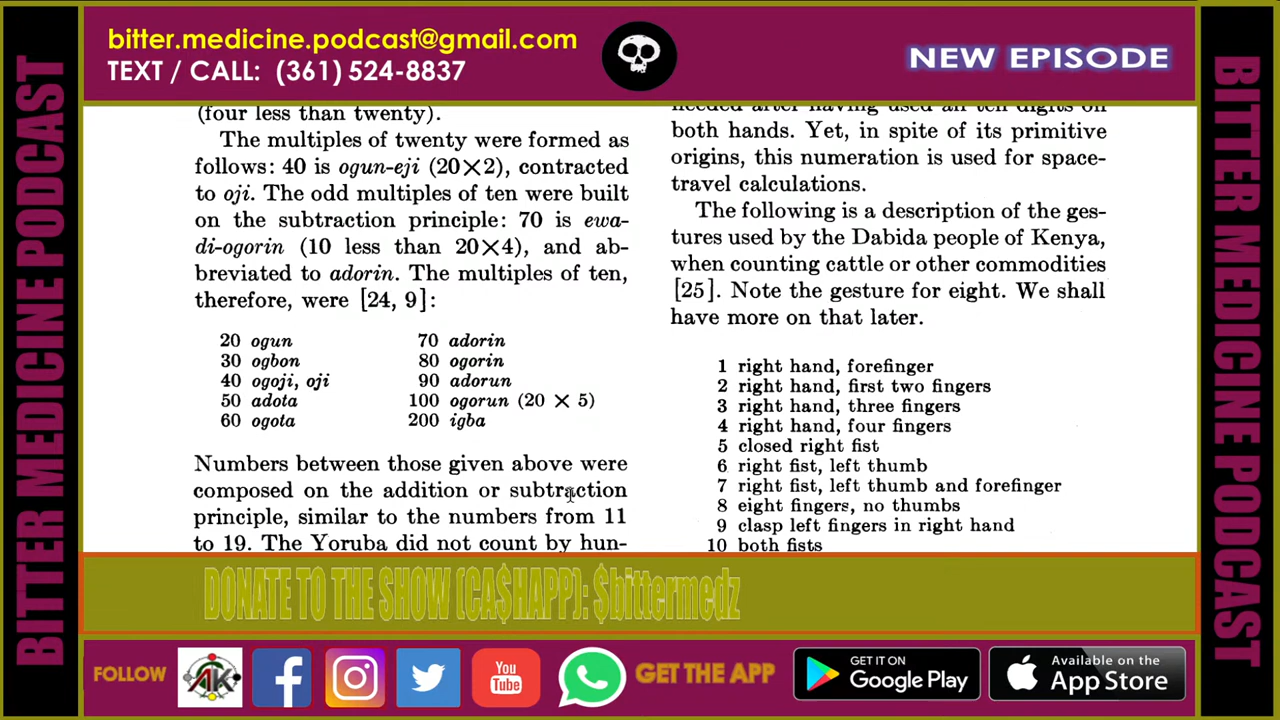 BITTER MEDICINE PODCAST
bitter.medicine.podcast@gmail.com
TEXT / CALL: (361) 524-8837
NEW EPISODE
(four less than twenty).
The multiples of twenty were formed as
follows: 40 is ogun-eji (20×2), contracted
to oji. The odd multiples of ten were built
on the subtraction principle: 70 is ewa-
di-ogorin (10 less than 20×4), and ab-
breviated to adorin. The multiples of ten,
therefore, were [24, 9]:
20 ogun 70 adorin
30 ogbon 80 ogorin
40 ogoji, oji 90 adorun
50 adota 100 ogorun (20 × 5)
60 ogota 200 igba
Numbers between those given above were
composed on the addition or subtraction
principle, similar to the numbers from 11
to 19. The Yoruba did not count by hun-
needed after having used all ten digits on
both hands. Yet, in spite of its primitive
origins, this numeration is used for space-
travel calculations.
The following is a description of the ges-
tures used by the Dabida people of Kenya,
when counting cattle or other commodities
[25]. Note the gesture for eight. We shall
have more on that later.
1 right hand, forefinger
2 right hand, first two fingers
3 right hand, three fingers
4 right hand, four fingers
5 closed right fist
6 right fist, left thumb
7 right fist, left thumb and forefinger
8 eight fingers, no thumbs
9 clasp left fingers in right hand
10 both fists
DONATE TO THE SHOW (CA$HAPP): $bittermedz
FOLLOW
AK
You
Tube
GET THE APP
GET IT ON
Google Play
Available on the
App Store
BITTER MEDICINE PODCAST